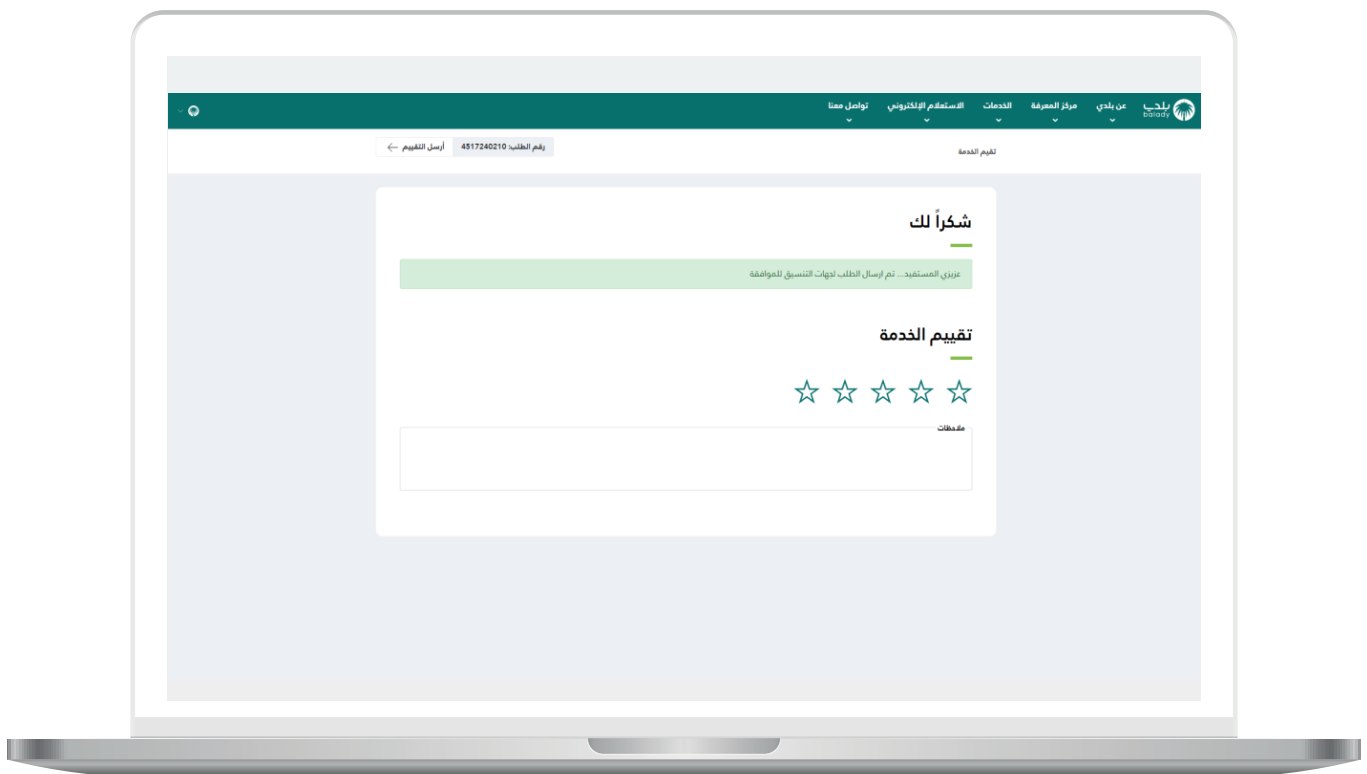 بلدي
balady
عن بلدي
مركز المعرفة
الخدمات
الاستعلام الإلكتروني
تواصل معنا
تقيم الخدمة
رقم الطلب: 4517240210
أرسل التقييم
شكراً لك
عزيزي المستفيد... تم ارسال الطلب لجهات التنسيق للموافقة
تقييم الخدمة
ملاحظات